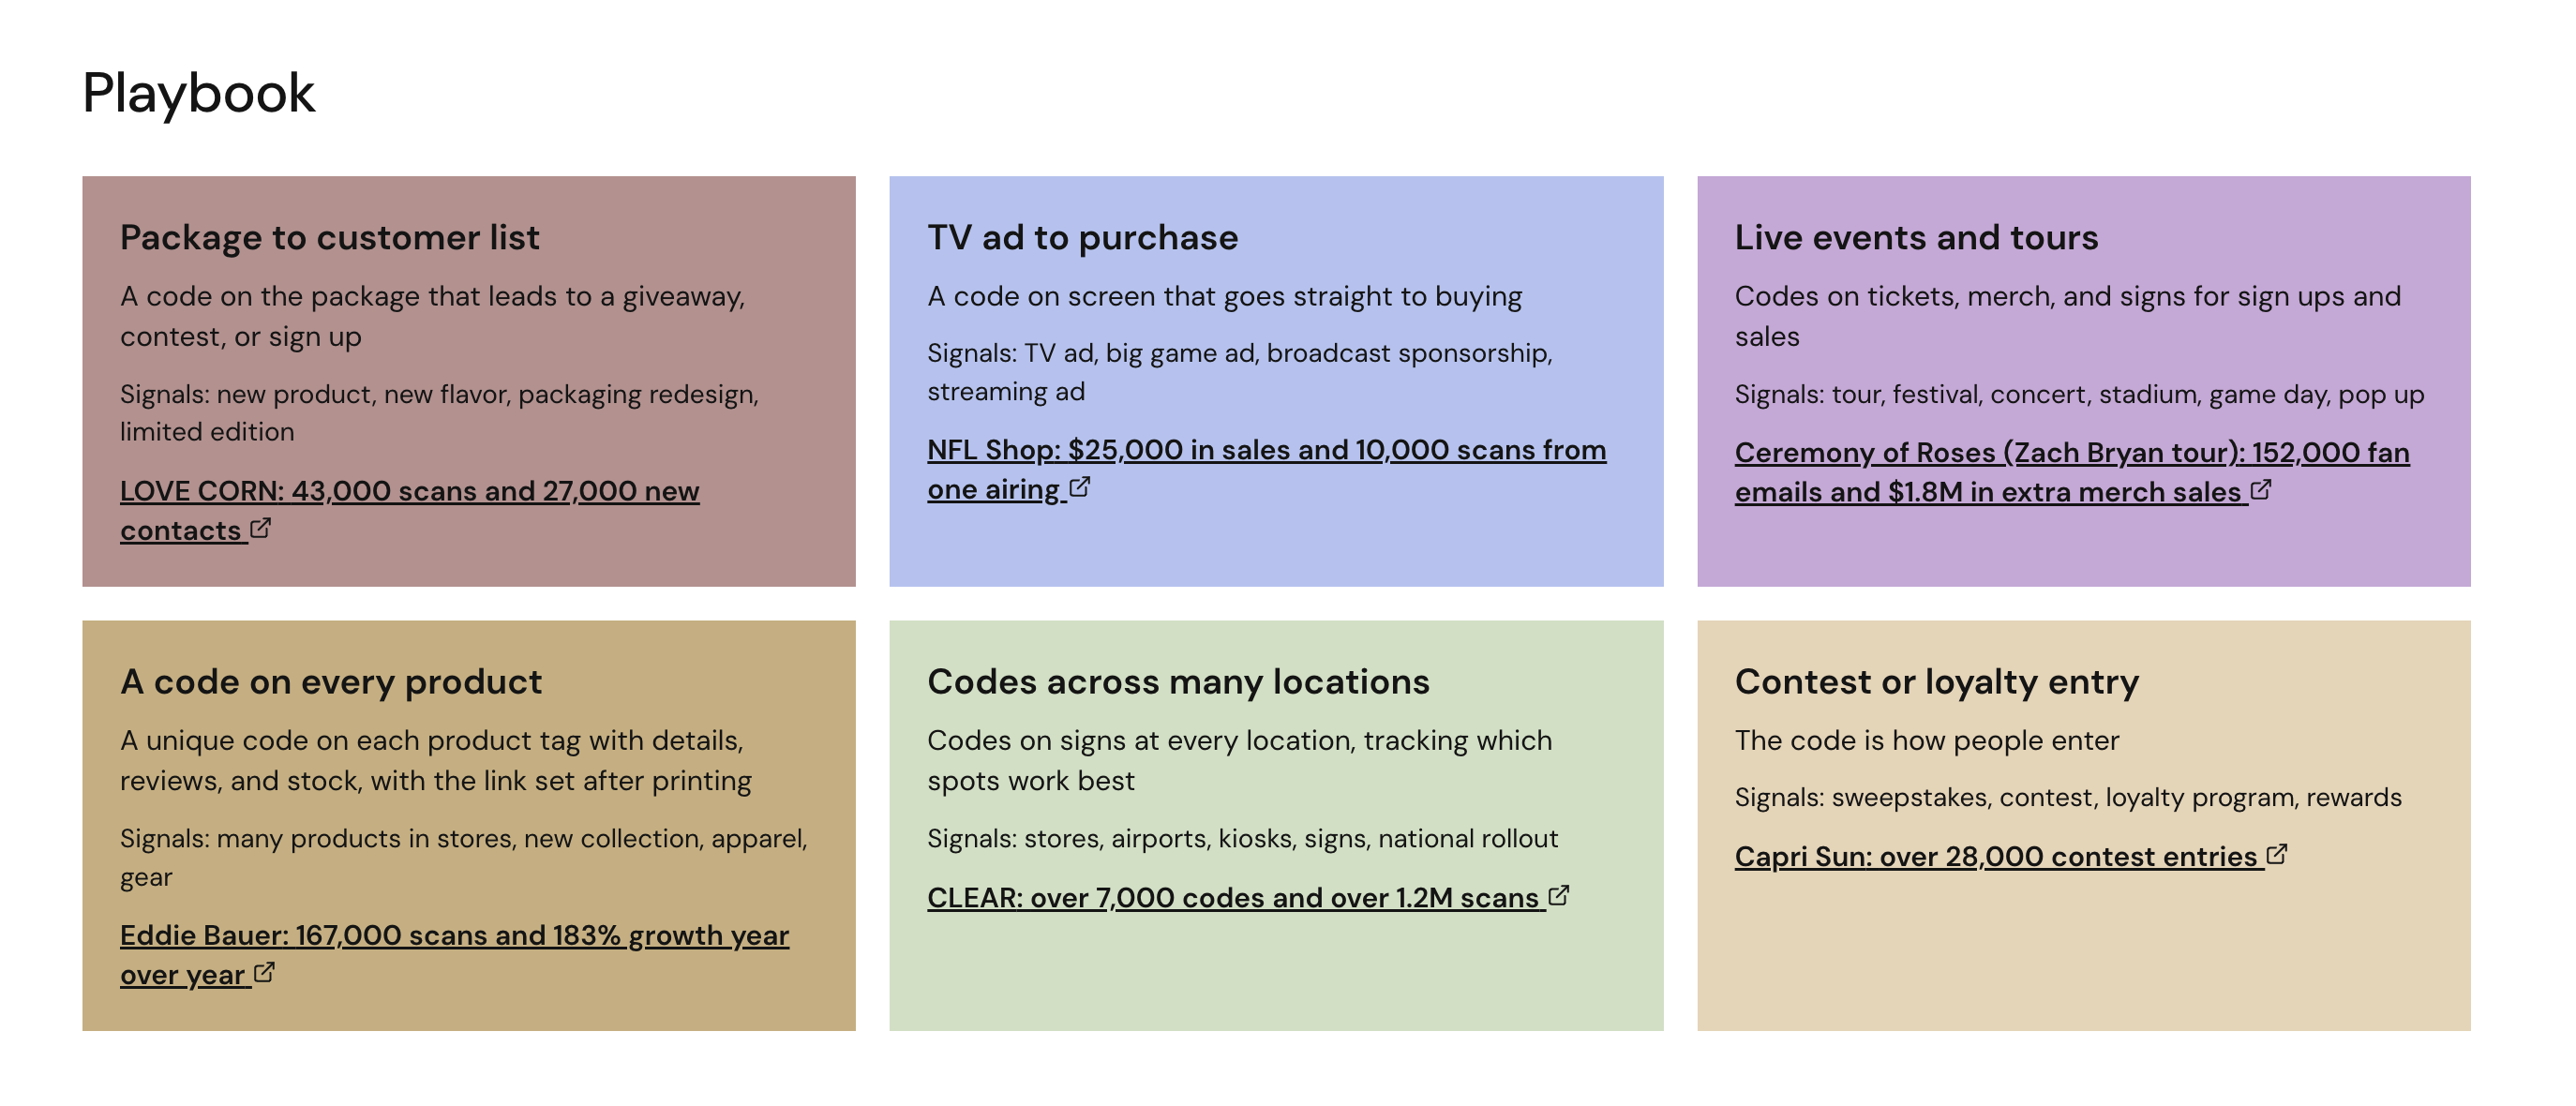 Playbook
Package to customer list
A code on the package that leads to a giveaway,
contest, or sign up
Signals: new product, new flavor, packaging redesign,
limited edition
LOVE CORN: 43,000 scans and 27,000 new
contacts
TV ad to purchase
A code on screen that goes straight to buying
Signals: TV ad, big game ad, broadcast sponsorship,
streaming ad
NFL Shop: $25,000 in sales and 10,000 scans from
one airing
Live events and tours
Codes on tickets, merch, and signs for sign ups and
sales
Signals: tour, festival, concert, stadium, game day, pop up
Ceremony of Roses (Zach Bryan tour): 152,000 fan
emails and $1.8M in extra merch sales
A code on every product
A unique code on each product tag with details,
reviews, and stock, with the link set after printing
Signals: many products in stores, new collection, apparel,
gear
Eddie Bauer: 167,000 scans and 183% growth year
over year
Codes across many locations
Codes on signs at every location, tracking which
spots work best
Signals: stores, airports, kiosks, signs, national rollout
CLEAR: over 7,000 codes and over 1.2M scans
Contest or loyalty entry
The code is how people enter
Signals: sweepstakes, contest, loyalty program, rewards
Capri Sun: over 28,000 contest entries